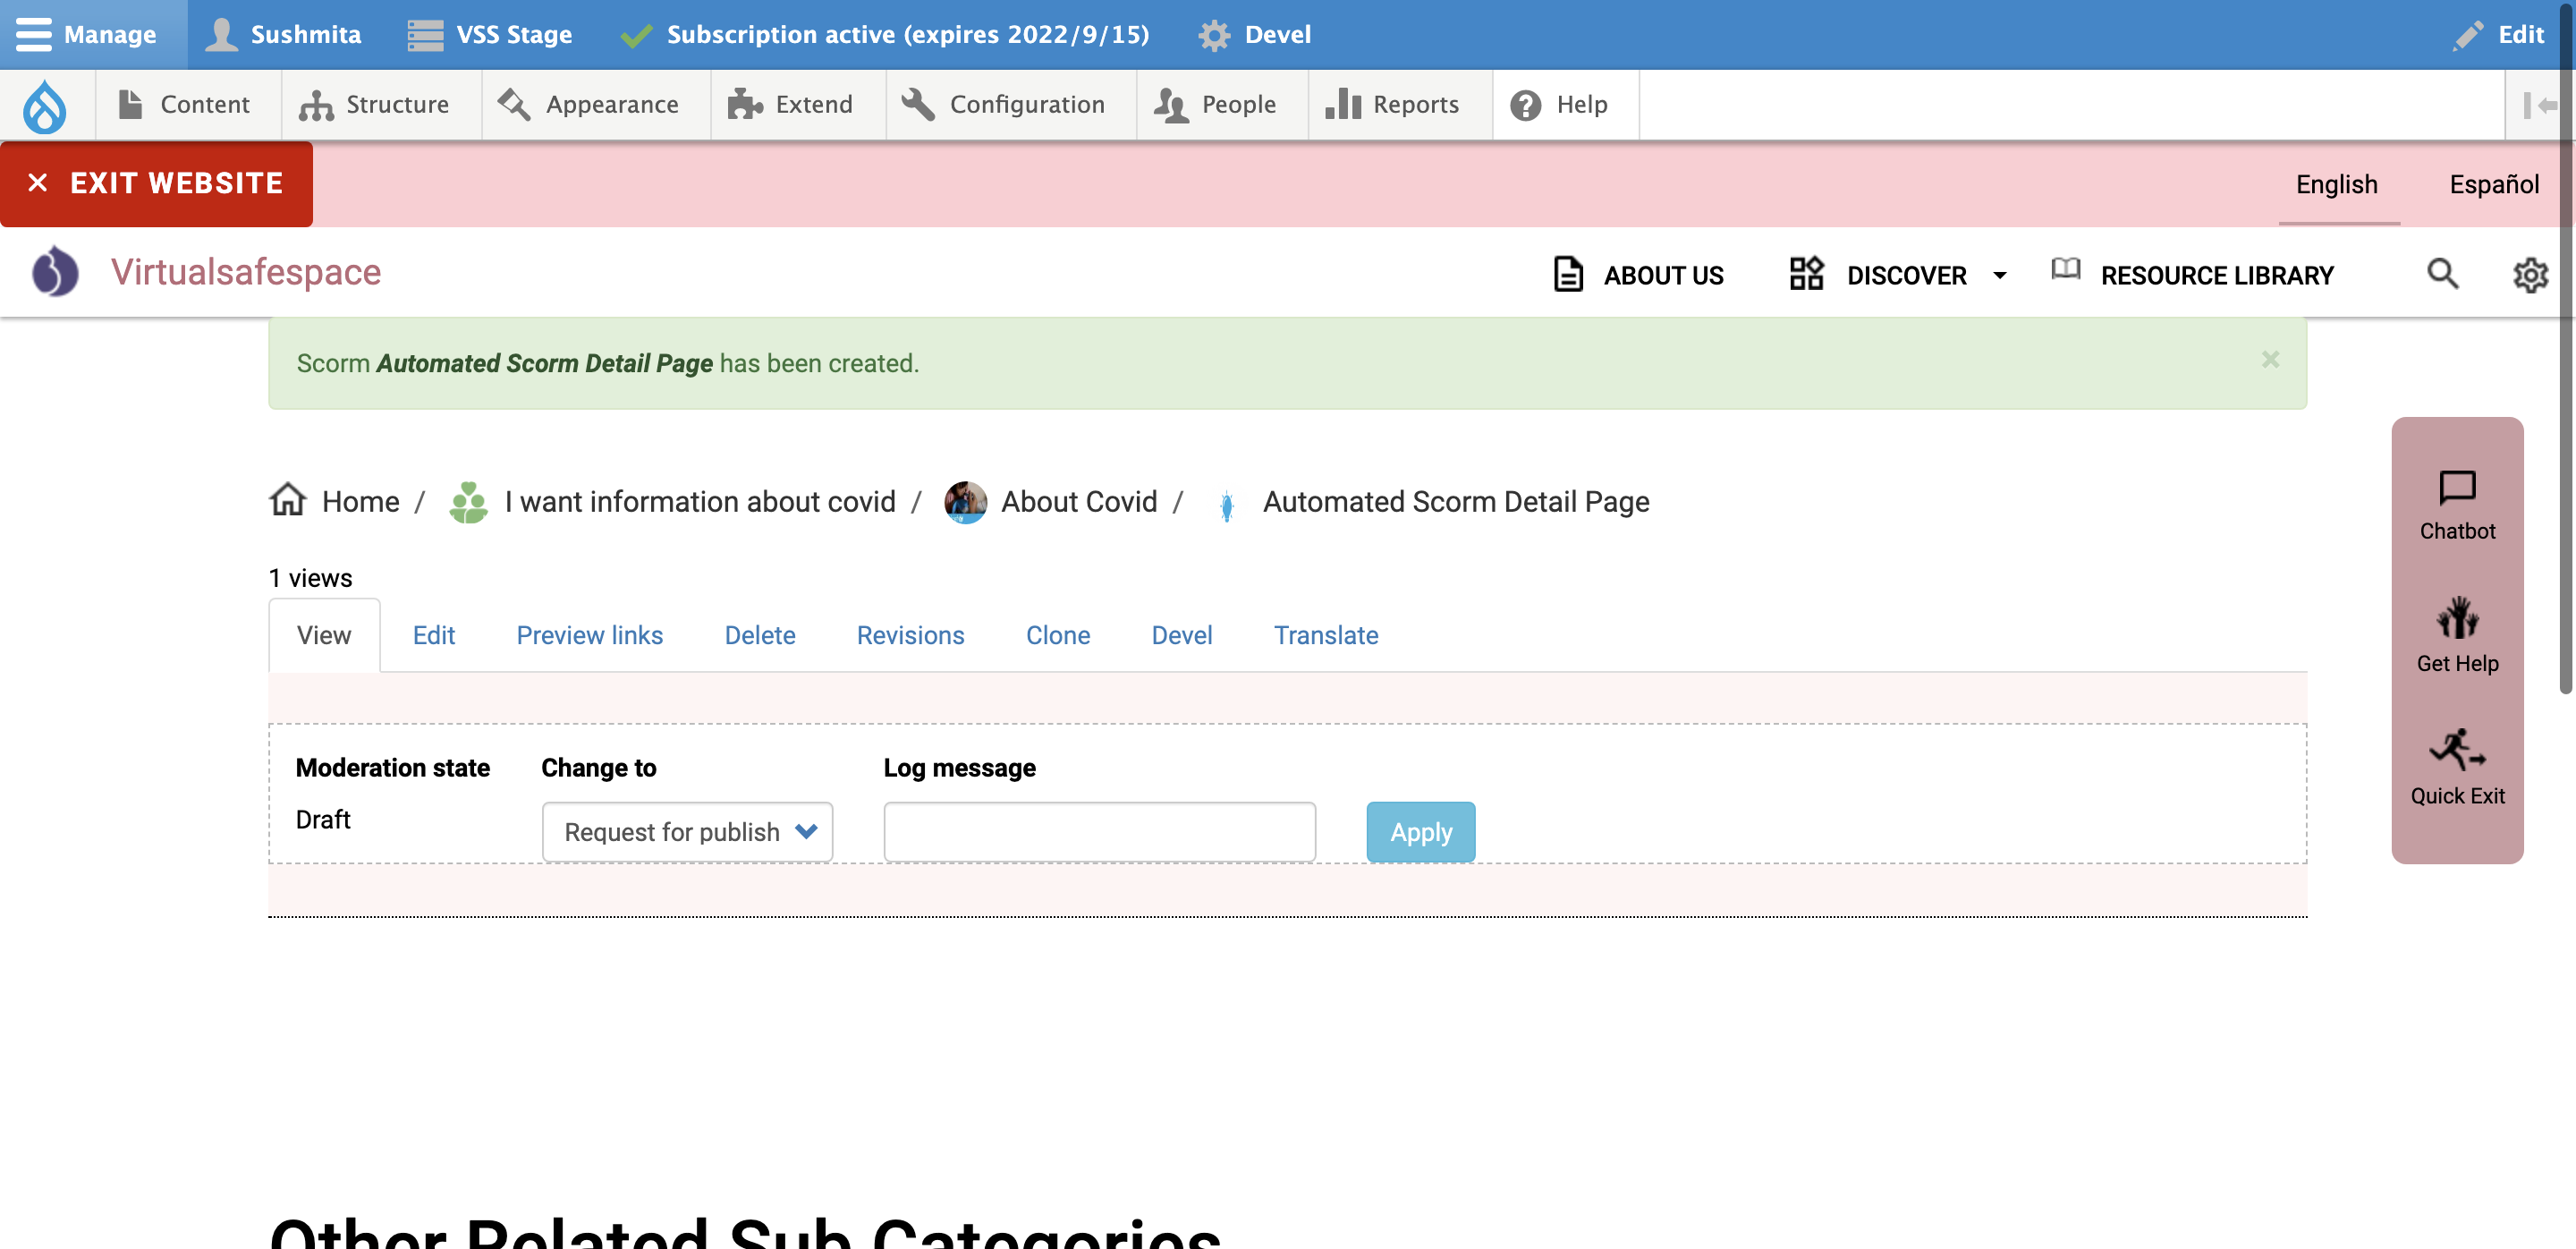 Manage Sushmita VSS Stage Subscription active (expires 2022/9/15) Devel Edit
Content Structure Appearance Extend Configuration People Reports Help
EXIT WEBSITE English Español
Virtualsafespace ABOUT US DISCOVER RESOURCE LIBRARY
Scorm Automated Scorm Detail Page has been created. ×
Home / I want information about covid / About Covid / Automated Scorm Detail Page
1 views
View Edit Preview links Delete Revisions Clone Devel Translate
Moderation state Change to Log message
Draft Request for publish Apply
Chatbot
Get Help
Quick Exit
Other Related Sub Categories